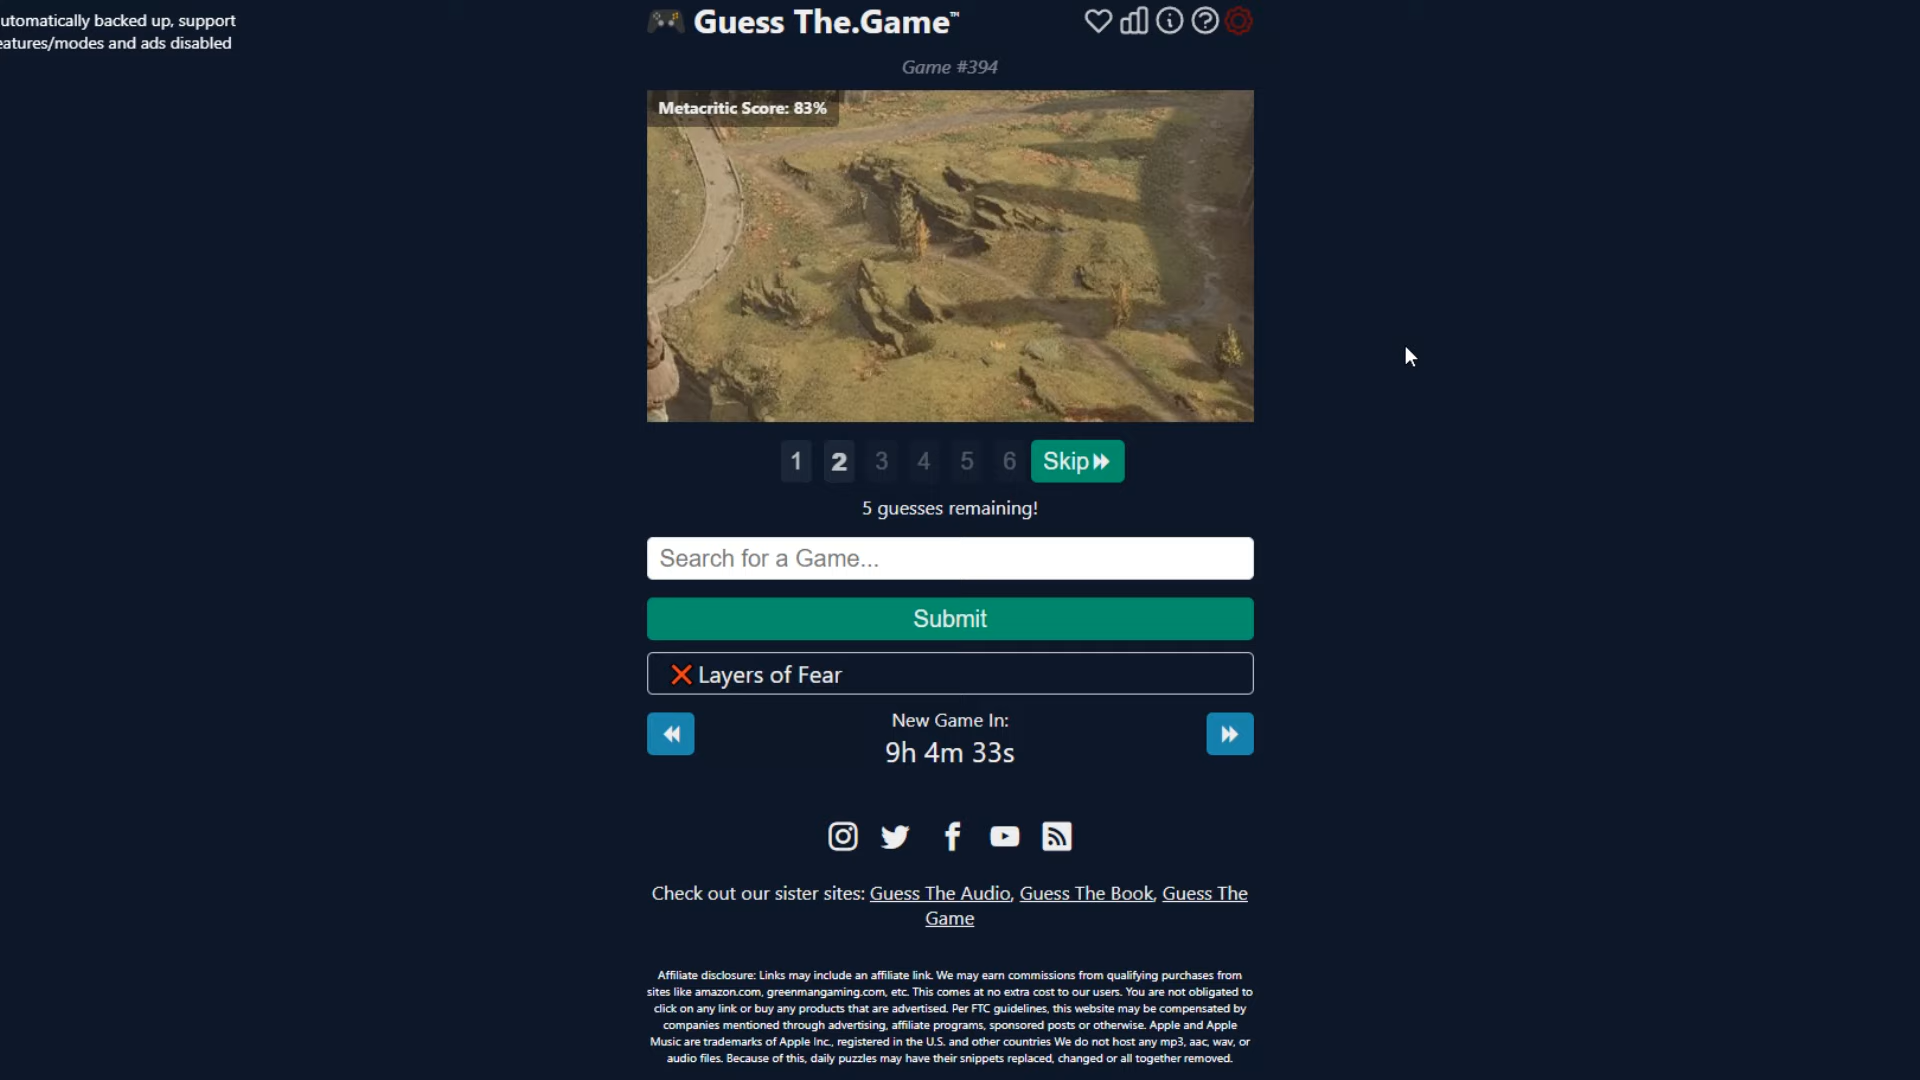 utomatically backed up, support
eatures/modes and ads disabled
Guess The.Game™
Game #394
Metacritic Score: 83%
1 2 3 4 5 6 Skip
5 guesses remaining!
Search for a Game...
Submit
Layers of Fear
New Game In:
9h 4m 33s
Check out our sister sites: Guess The Audio, Guess The Book, Guess The
Game
Affiliate disclosure: Links may include an affiliate link. We may earn commissions from qualifying purchases from
sites like amazon.com, greenmangaming.com, etc. This comes at no extra cost to our users. You are not obligated to
click on any link or buy any products that are advertised. Per FTC guidelines, this website may be compensated by
companies mentioned through advertising, affiliate programs, sponsored posts or otherwise. Apple and Apple
Music are trademarks of Apple Inc., registered in the U.S. and other countries We do not host any mp3, aac, wav, or
audio files. Because of this, daily puzzles may have their snippets replaced, changed or all together removed.